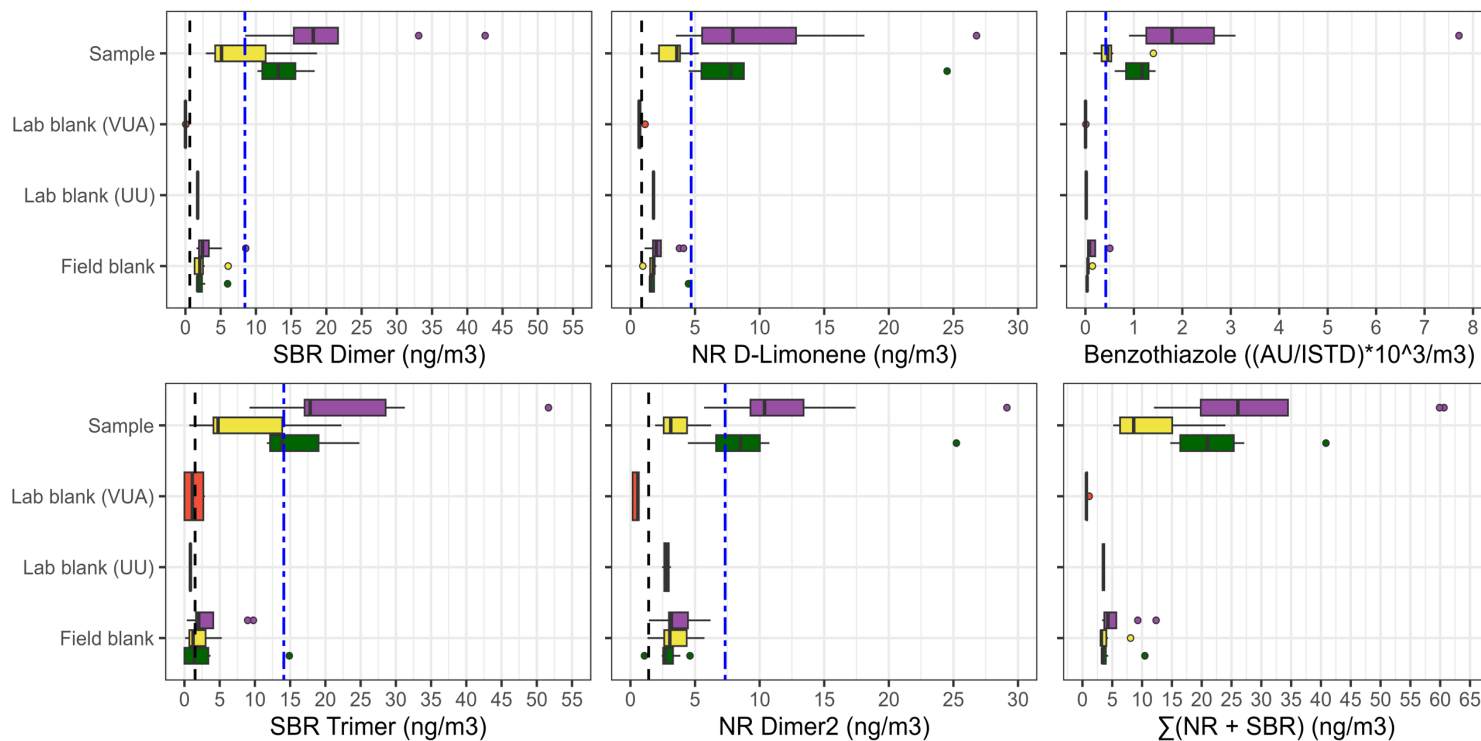 Sample
Lab blank (VUA)
Lab blank (UU)
Field blank
0 5 10 15 20 25 30 35 40 45 50 55
SBR Dimer (ng/m3)
0 5 10 15 20 25 30
NR D-Limonene (ng/m3)
0 1 2 3 4 5 6 7 8
Benzothiazole ((AU/ISTD)*10^3/m3)
Sample
Lab blank (VUA)
Lab blank (UU)
Field blank
0 5 10 15 20 25 30 35 40 45 50 55
SBR Trimer (ng/m3)
0 5 10 15 20 25 30
NR Dimer2 (ng/m3)
0 5 10 15 20 25 30 35 40 45 50 55 60 65
∑(NR + SBR) (ng/m3)